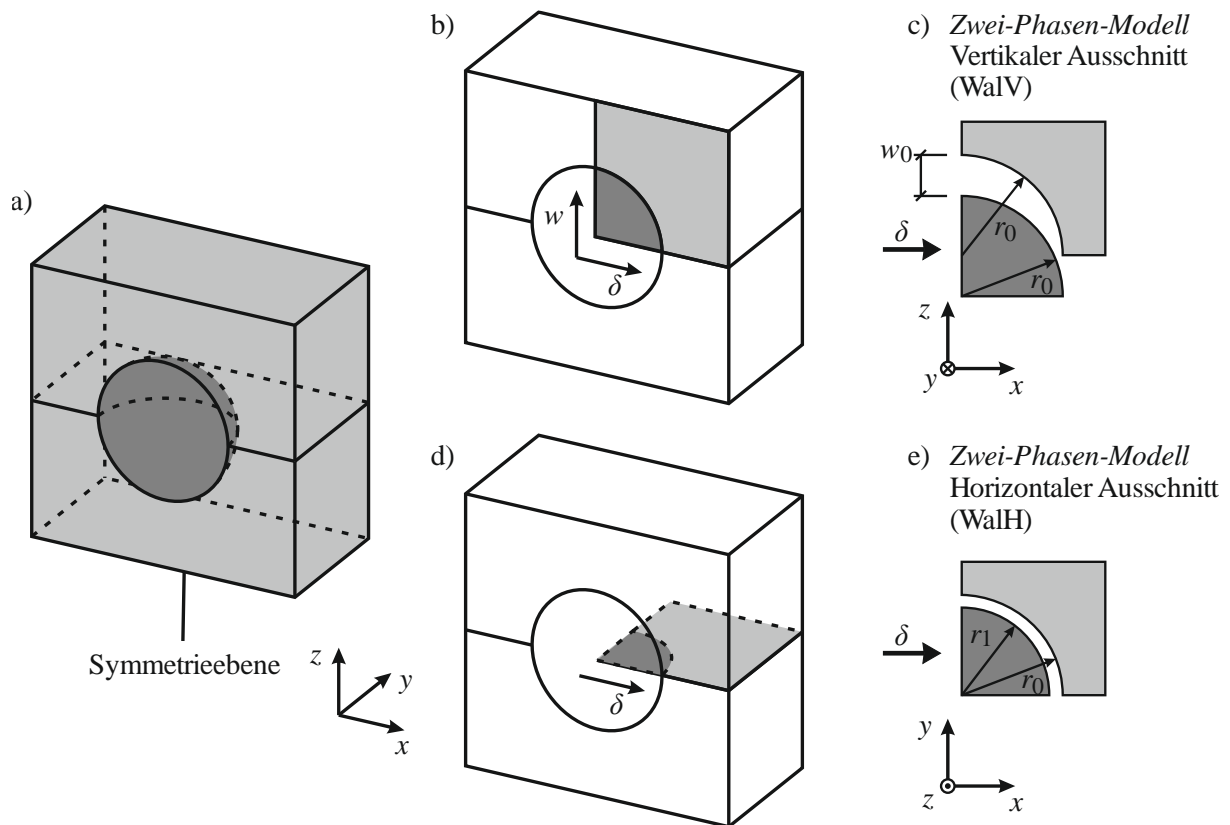 a)
Symmetrieebene
z
y
x
b)
w
δ
c) Zwei-Phasen-Modell
Vertikaler Ausschnitt
(WalV)
w0
δ
r0
r0
z
y
x
d)
δ
e) Zwei-Phasen-Modell
Horizontaler Ausschnitt
(WalH)
δ
r1
r0
y
z
x